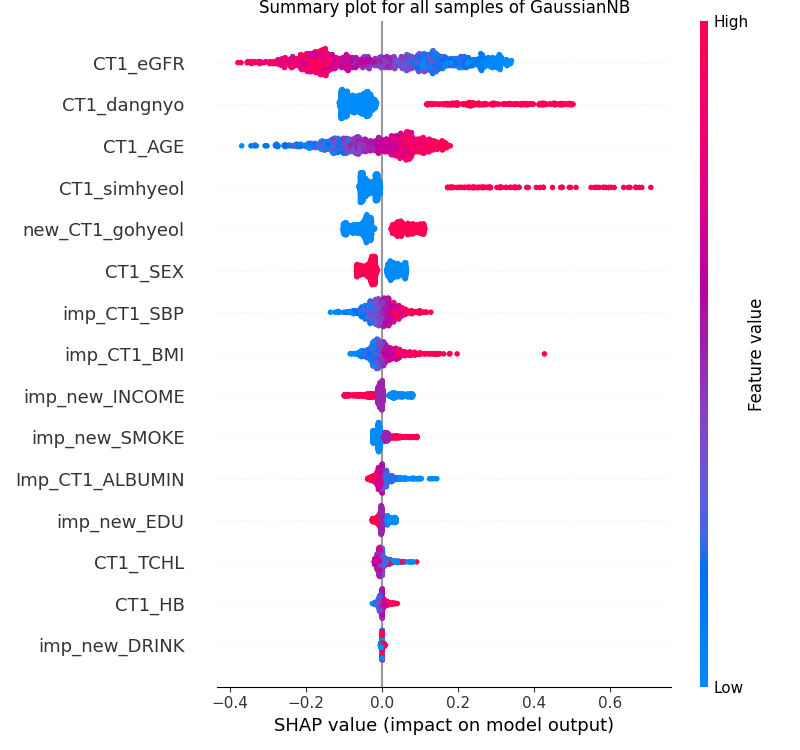 Summary plot for all samples of GaussianNB
High
CT1_eGFR
CT1_dangnyo
CT1_AGE
CT1_simhyeol
new_CT1_gohyeol
CT1_SEX
imp_CT1_SBP
imp_CT1_BMI
imp_new_INCOME
imp_new_SMOKE
Imp_CT1_ALBUMIN
imp_new_EDU
CT1_TCHL
CT1_HB
imp_new_DRINK
Feature value
Low
−0.4 −0.2 0.0 0.2 0.4 0.6
SHAP value (impact on model output)